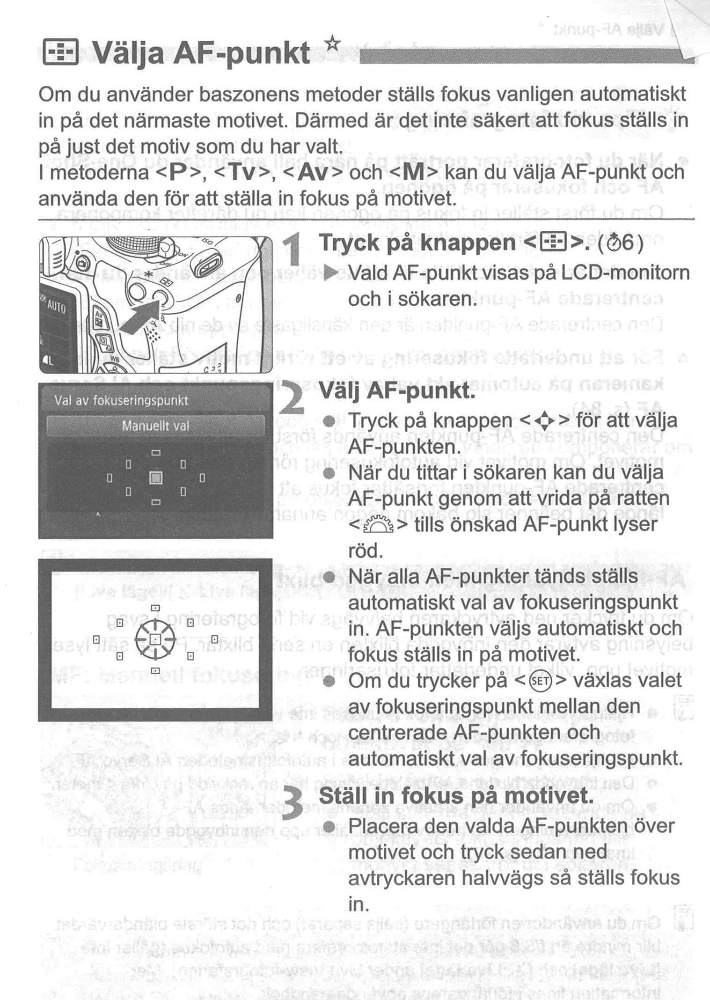 Välja AF-punkt ☆
Om du använder baszonens metoder ställs fokus vanligen automatiskt
in på det närmaste motivet. Därmed är det inte säkert att fokus ställs in
på just det motiv som du har valt.
I metoderna <P>, <Tv>, <Av> och <M> kan du välja AF-punkt och
använda den för att ställa in fokus på motivet.
ISO
ON
OFF
*
ISO
AUTO
Av
WB
L
1 Tryck på knappen < >. (6)
Vald AF-punkt visas på LCD-monitorn
och i sökaren.
Val av fokuseringspunkt
Manuellt val
2 Välj AF-punkt.
● Tryck på knappen < > för att välja
AF-punkten.
● När du tittar i sökaren kan du välja
AF-punkt genom att vrida på ratten
< > tills önskad AF-punkt lyser
röd.
● När alla AF-punkter tänds ställs
automatiskt val av fokuseringspunkt
in. AF-punkten väljs automatiskt och
fokus ställs in på motivet.
● Om du trycker på <SET> växlas valet
av fokuseringspunkt mellan den
centrerade AF-punkten och
automatiskt val av fokuseringspunkt.
3 Ställ in fokus på motivet.
● Placera den valda AF-punkten över
motivet och tryck sedan ned
avtryckaren halvvägs så ställs fokus
in.